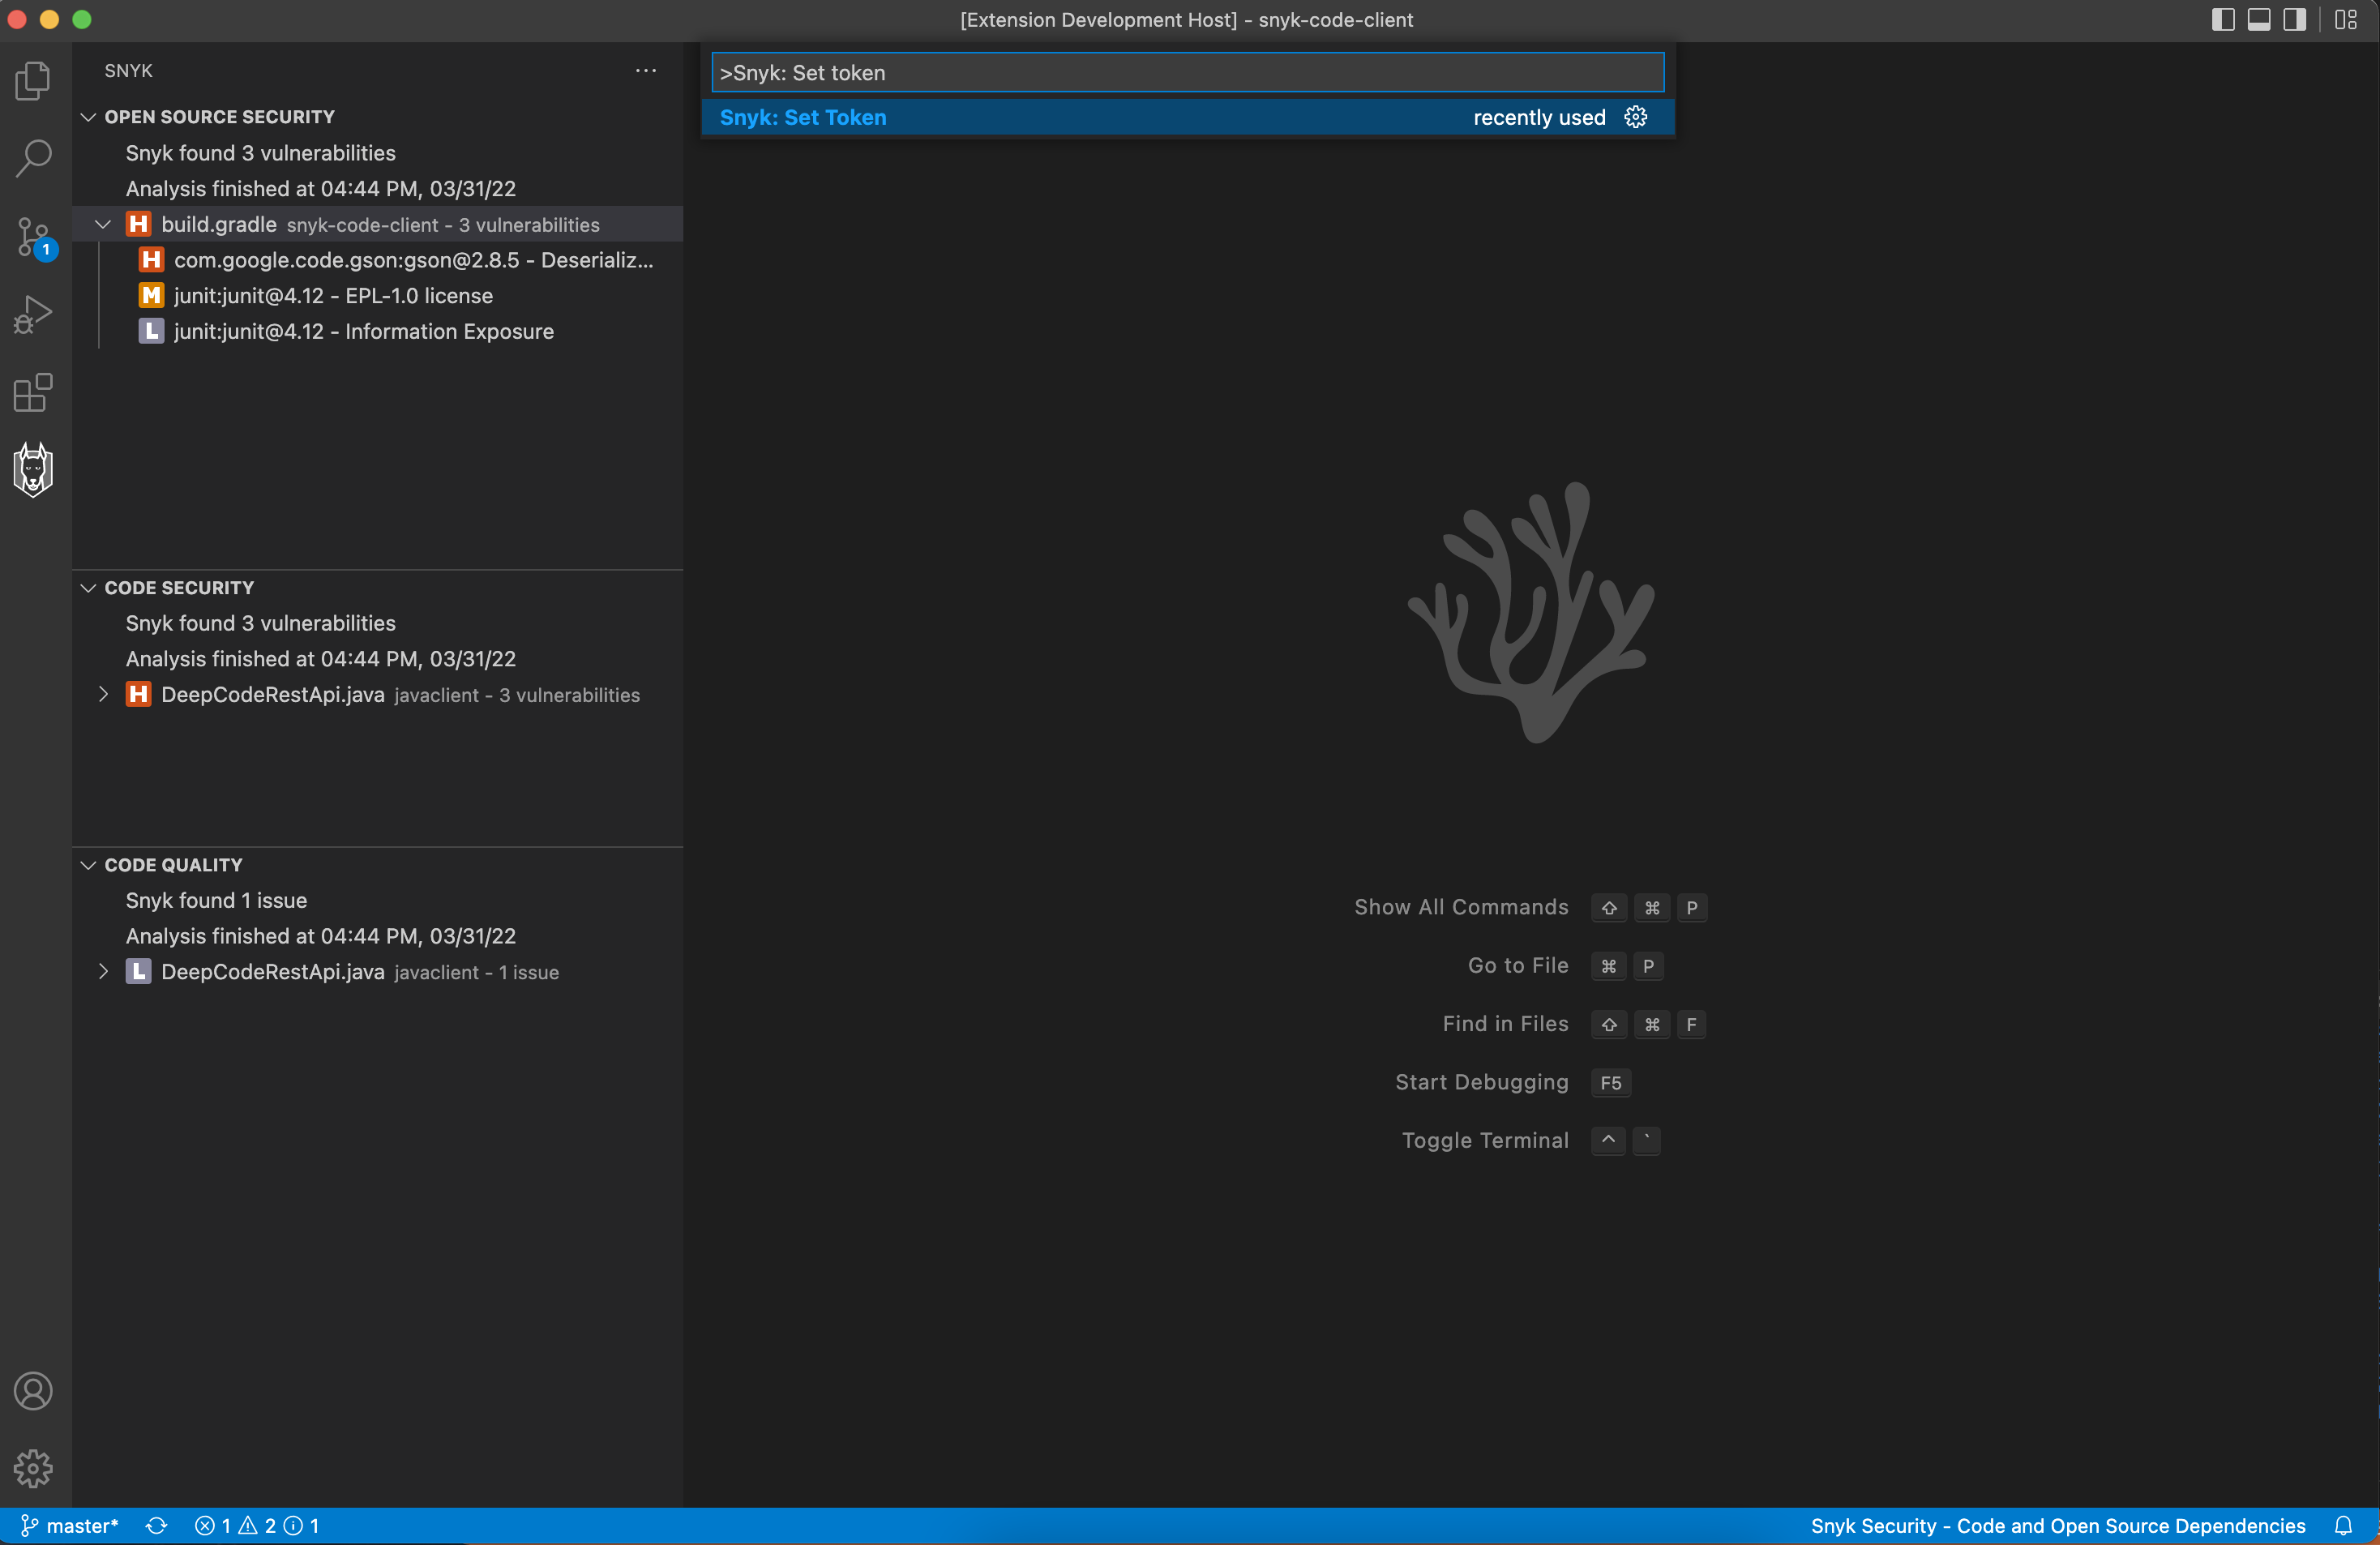 [Extension Development Host] - snyk-code-client
SNYK
>Snyk: Set token
Snyk: Set Token recently used
OPEN SOURCE SECURITY
Snyk found 3 vulnerabilities
Analysis finished at 04:44 PM, 03/31/22
H build.gradle snyk-code-client - 3 vulnerabilities
H com.google.code.gson:gson@2.8.5 - Deserializ...
M junit:junit@4.12 - EPL-1.0 license
L junit:junit@4.12 - Information Exposure
1
CODE SECURITY
Snyk found 3 vulnerabilities
Analysis finished at 04:44 PM, 03/31/22
H DeepCodeRestApi.java javaclient - 3 vulnerabilities
CODE QUALITY
Snyk found 1 issue
Analysis finished at 04:44 PM, 03/31/22
L DeepCodeRestApi.java javaclient - 1 issue
Show All Commands ⇧ ⌘ P
Go to File ⌘ P
Find in Files ⇧ ⌘ F
Start Debugging F5
Toggle Terminal ^ `
master* 1 2 1
Snyk Security - Code and Open Source Dependencies